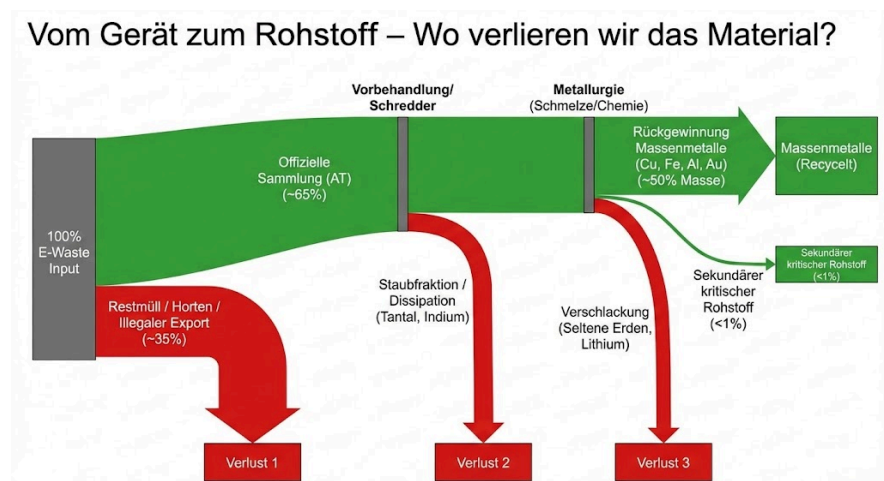 Vom Gerät zum Rohstoff – Wo verlieren wir das Material?
Vorbehandlung/
Schredder
Metallurgie
(Schmelze/Chemie)
100%
E-Waste
Input
Offizielle
Sammlung (AT)
(~65%)
Rückgewinnung
Massenmetalle
(Cu, Fe, Al, Au)
(~50% Masse)
Massenmetalle
(Recycelt)
Restmüll / Horten /
Illegaler Export
(~35%)
Staubfraktion /
Dissipation
(Tantal, Indium)
Verschlackung
(Seltene Erden,
Lithium)
Sekundärer
kritischer
Rohstoff
(<1%)
Sekundärer
kritischer Rohstoff
(<1%)
Verlust 1
Verlust 2
Verlust 3